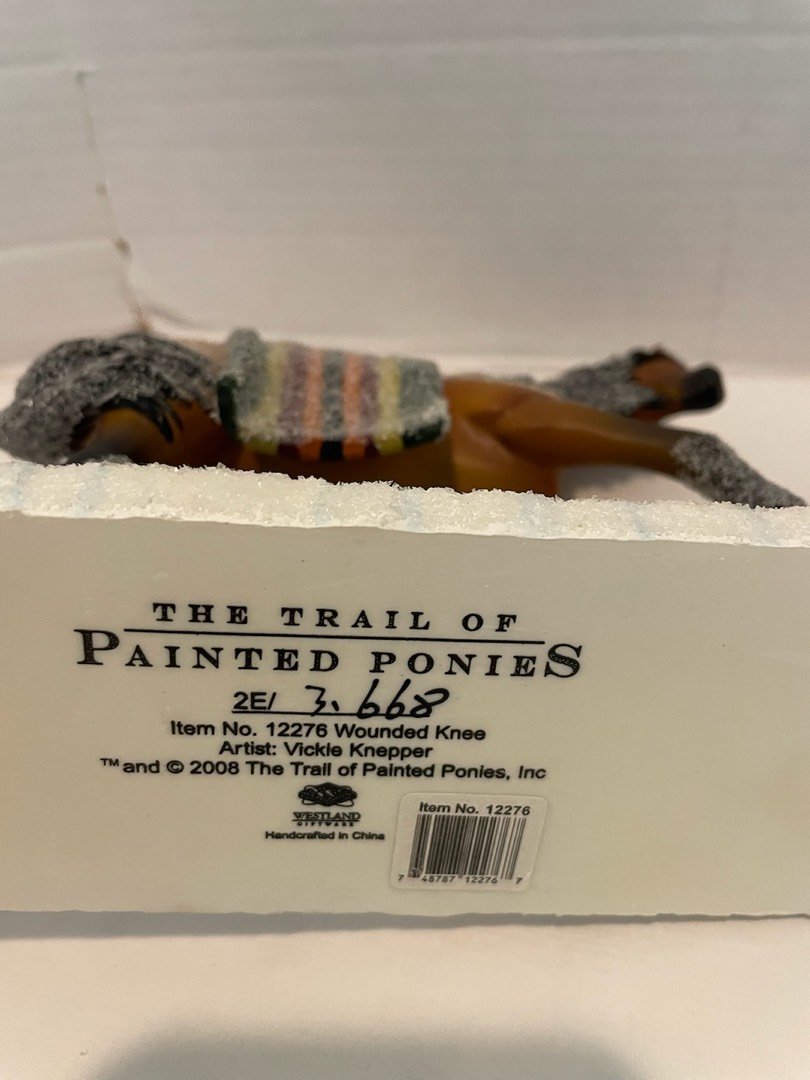 THE TRAIL OF
PAINTED PONIES
2E/ 3.668
Item No. 12276 Wounded Knee
Artist: Vickie Knepper
™ and © 2008 The Trail of Painted Ponies, Inc
WESTLAND
GIFTWARE
Handcrafted in China
Item No. 12276
7 48787 12276 7